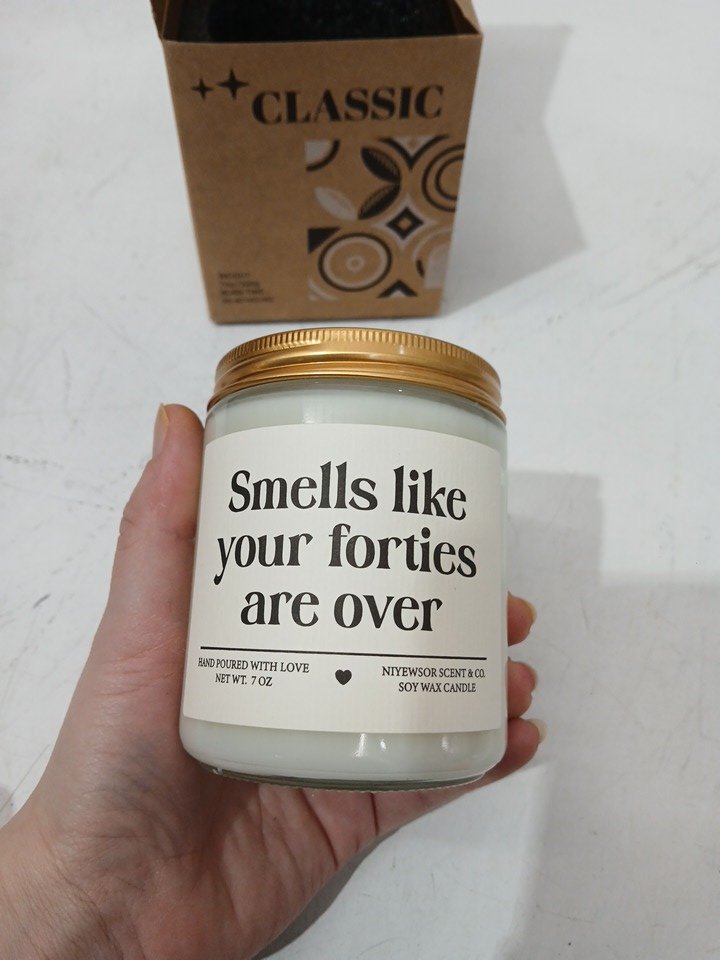 CLASSIC
Smells like
your forties
are over
HAND POURED WITH LOVE
NET WT. 7 OZ
NIYEWSOR SCENT & CO.
SOY WAX CANDLE